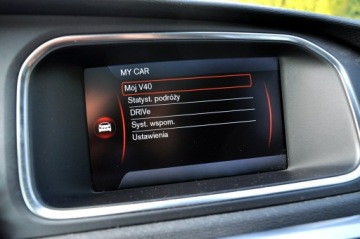 MY CAR
Mój V40
Statyst. podróży
DRIVe
Syst. wspom.
Ustawienia